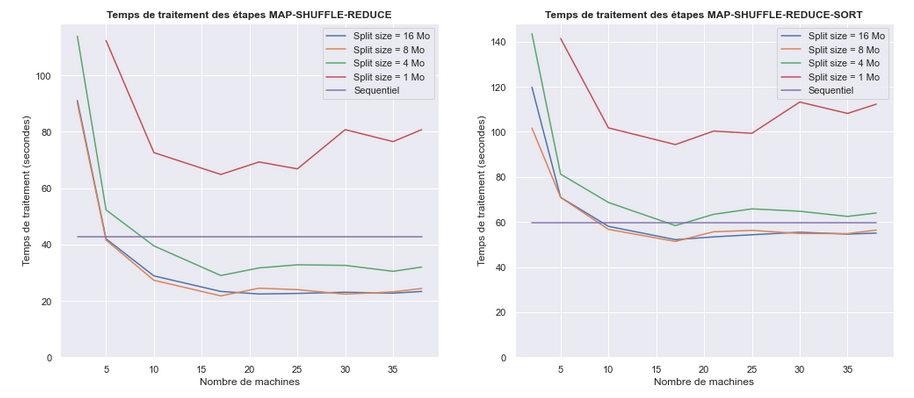 Temps de traitement des étapes MAP-SHUFFLE-REDUCE
Temps de traitement (secondes)
100
80
60
40
20
0
Split size = 16 Mo
Split size = 8 Mo
Split size = 4 Mo
Split size = 1 Mo
Sequentiel
5
10
15
20
25
30
35
Nombre de machines
Temps de traitement des étapes MAP-SHUFFLE-REDUCE-SORT
Temps de traitement (secondes)
140
120
100
80
60
40
20
0
Split size = 16 Mo
Split size = 8 Mo
Split size = 4 Mo
Split size = 1 Mo
Sequentiel
5
10
15
20
25
30
35
Nombre de machines